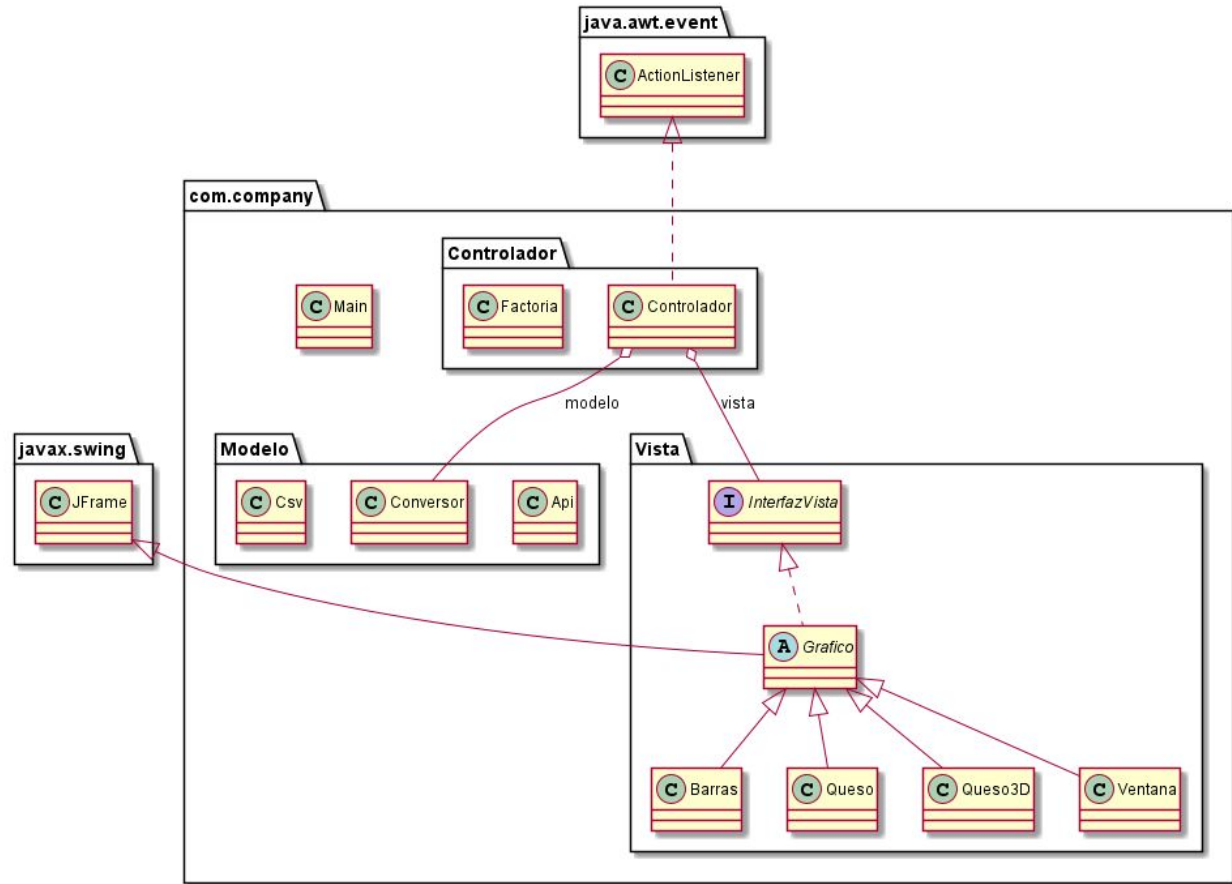 java.awt.event
C ActionListener
com.company
Controlador
C Main
C Factoria
C Controlador
modelo
vista
javax.swing
C JFrame
Modelo
C Csv
C Conversor
C Api
Vista
I InterfazVista
A Grafico
C Barras
C Queso
C Queso3D
C Ventana